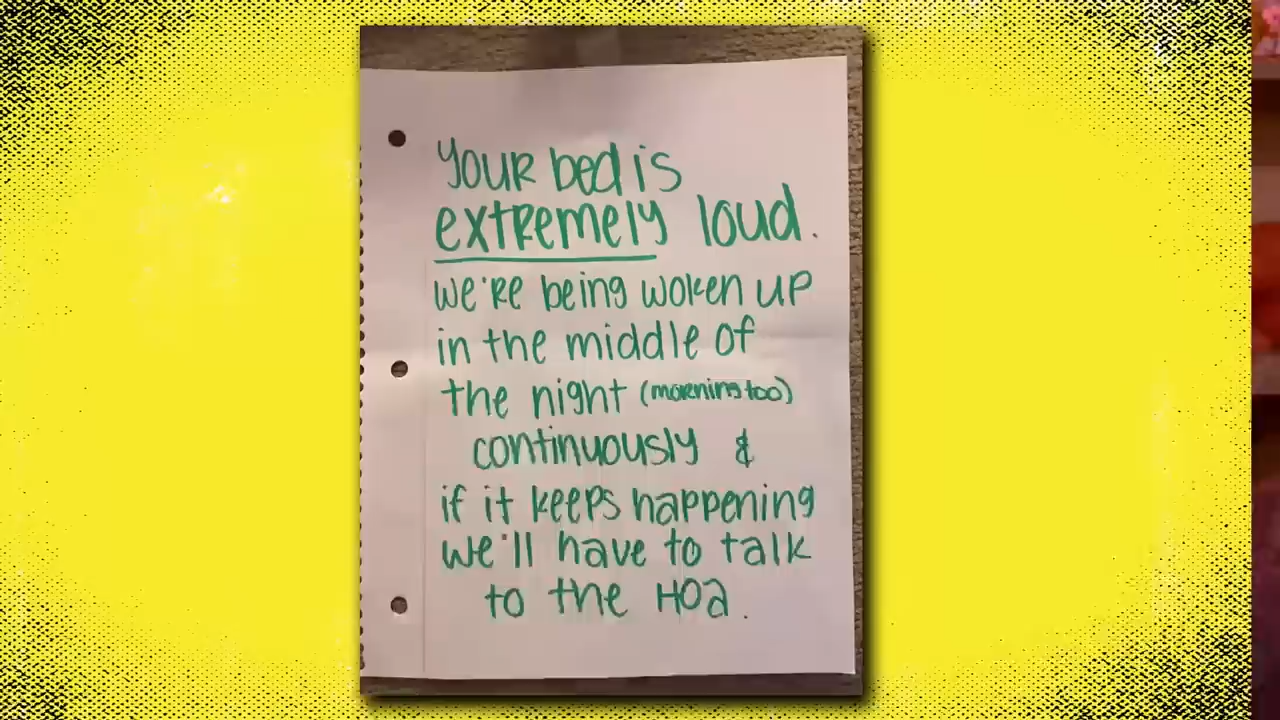 your bed is
extremely loud.
we're being woken up
in the middle of
the night (morning too)
continuously &
if it keeps happening
we'll have to talk
to the HOA.